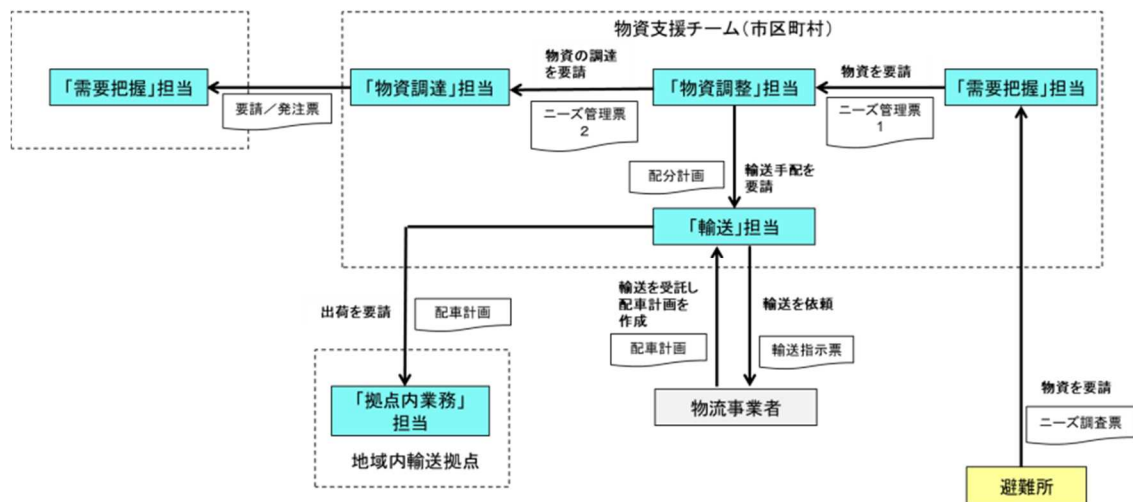 物資支援チーム(市区町村)
「需要把握」担当
要請/発注票
「物資調達」担当
物資の調達
を要請
ニーズ管理票
2
「物資調整」担当
物資を要請
ニーズ管理票
1
「需要把握」担当
配分計画
輸送手配を
要請
「輸送」担当
出荷を要請
配車計画
輸送を受託し
配車計画を
作成
配車計画
輸送を依頼
輸送指示票
「拠点内業務」
担当
地域内輸送拠点
物流事業者
物資を要請
ニーズ調査票
避難所